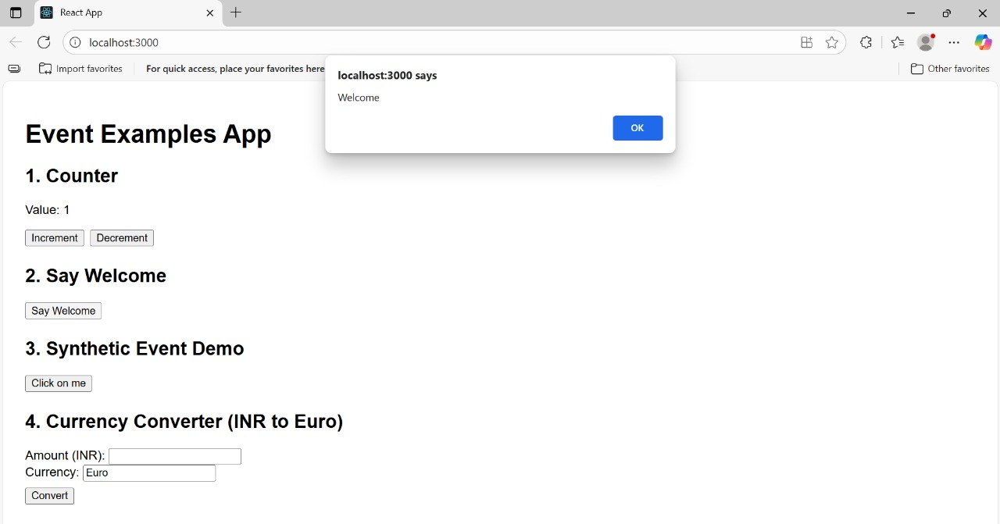 React App
localhost:3000
Import favorites For quick access, place your favorites here Other favorites
localhost:3000 says
Welcome
OK
Event Examples App
1. Counter
Value: 1
Increment Decrement
2. Say Welcome
Say Welcome
3. Synthetic Event Demo
Click on me
4. Currency Converter (INR to Euro)
Amount (INR):
Currency: Euro
Convert